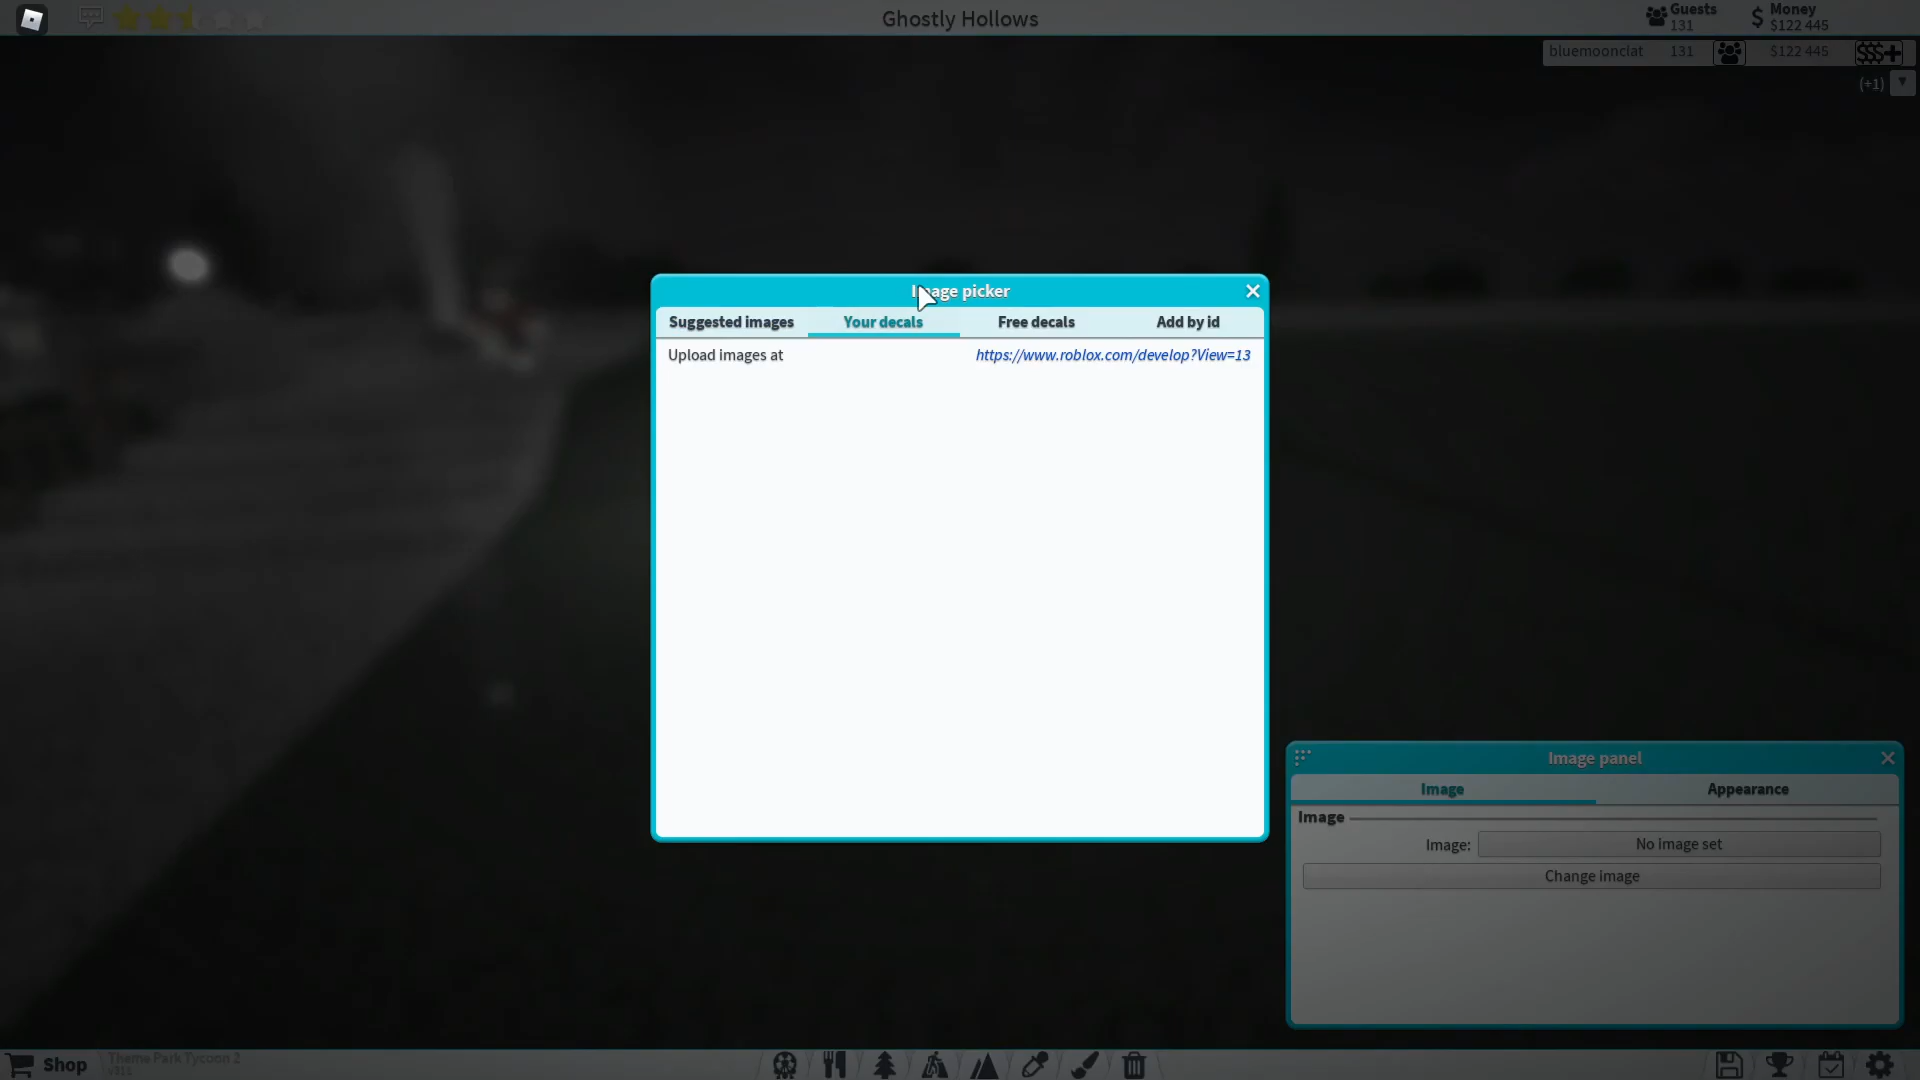 Ghostly Hollows
Guests
131
$ Money
$122 445
bluemoonclat 131 $122 445 $$$+
(+1)
Image picker
Suggested images Your decals Free decals Add by id
Upload images at https://www.roblox.com/develop?View=13
Image panel
Image Appearance
Image
Image: No image set
Change image
Shop
Theme Park Tycoon 2
v311